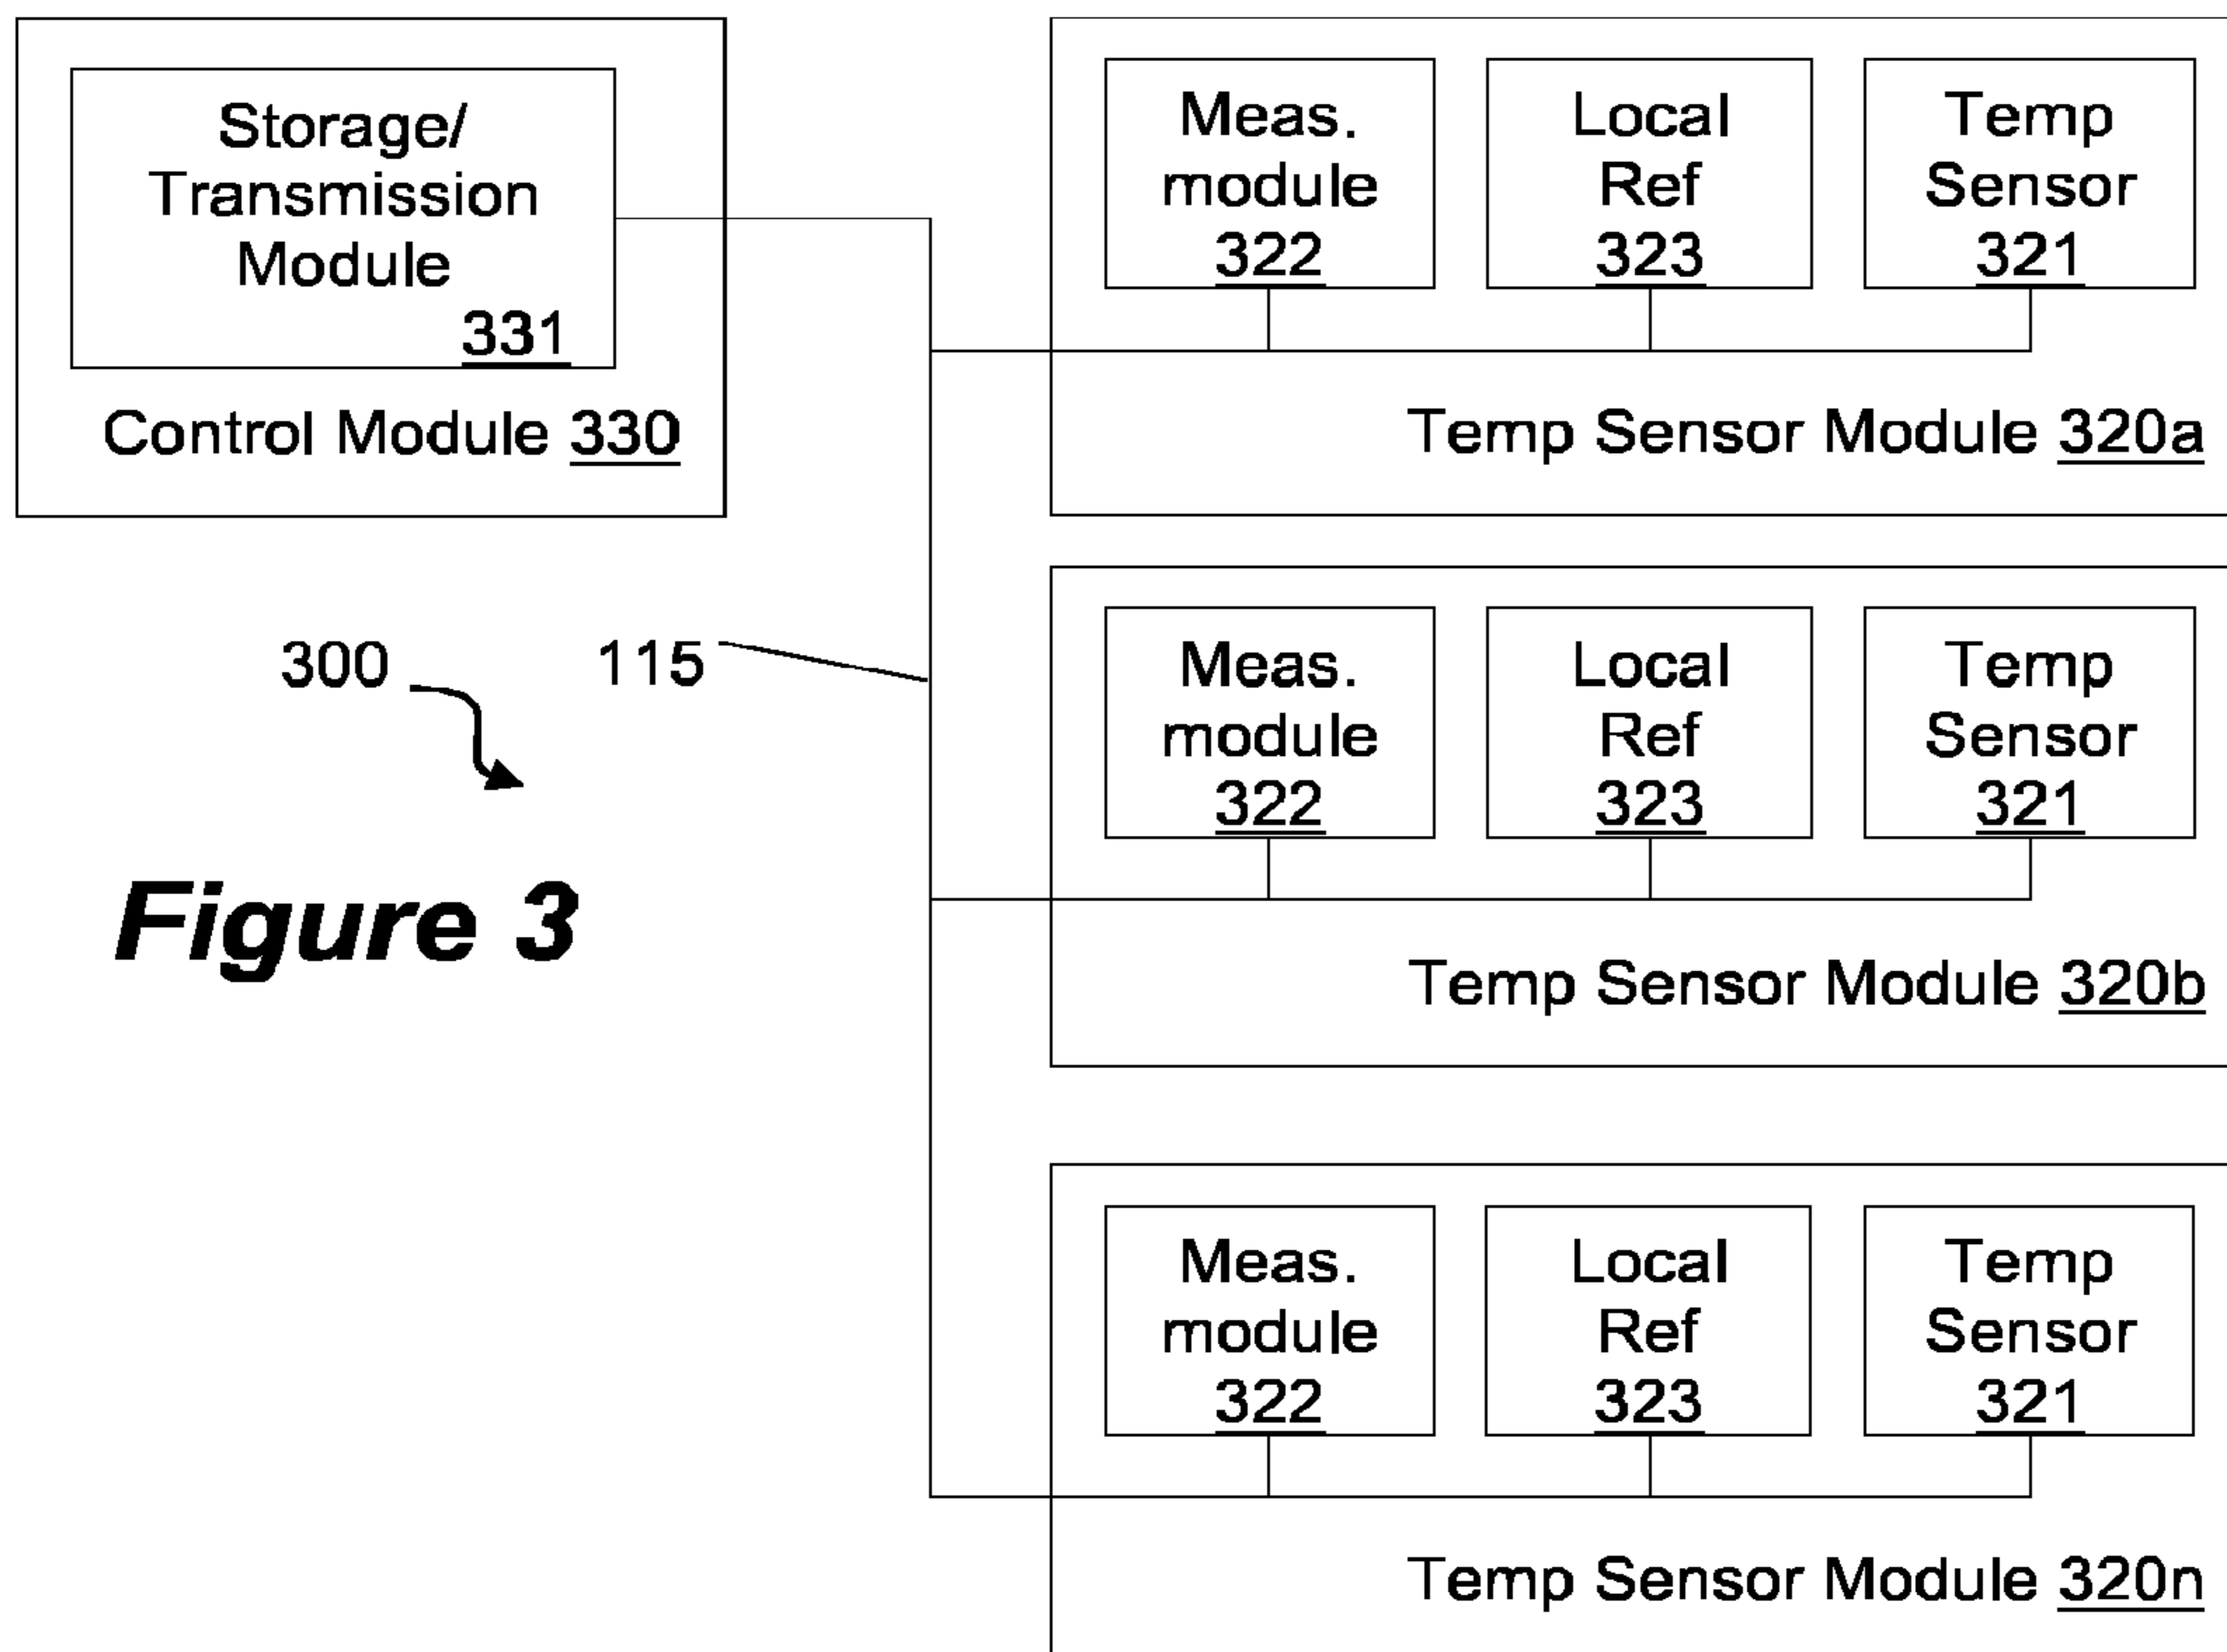 Storage/
Transmission
Module
331
Control Module 330
Meas.
module
322
Local
Ref
323
Temp
Sensor
321
Temp Sensor Module 320a
300
115
Figure 3
Meas.
module
322
Local
Ref
323
Temp
Sensor
321
Temp Sensor Module 320b
Meas.
module
322
Local
Ref
323
Temp
Sensor
321
Temp Sensor Module 320n